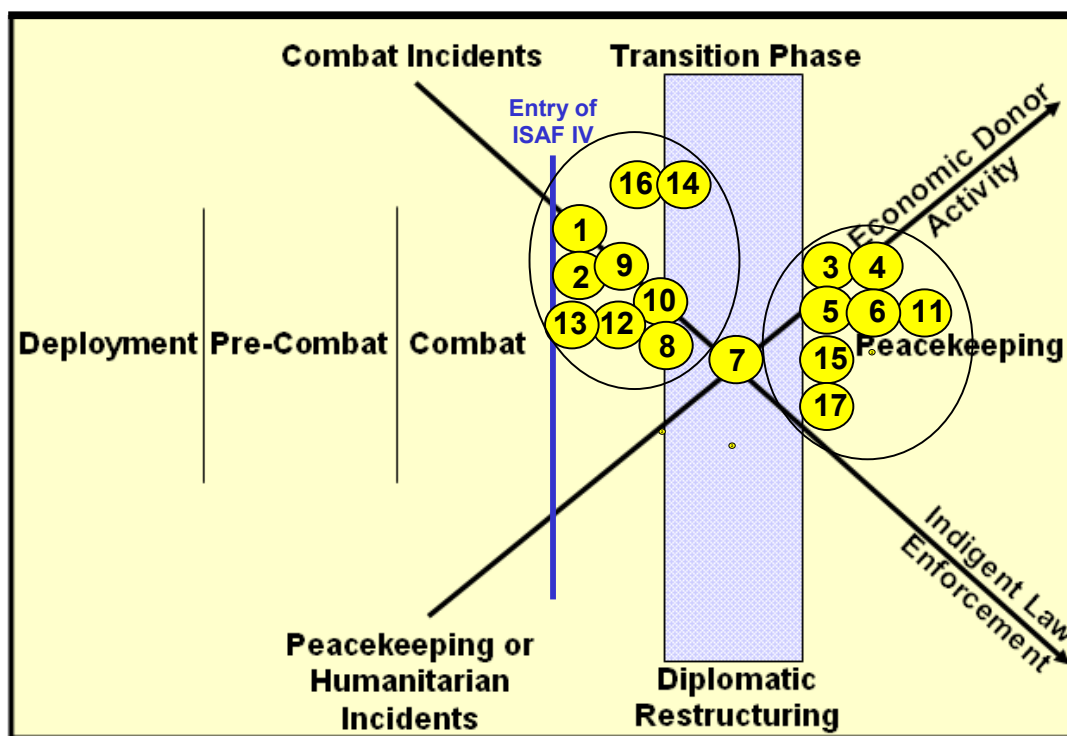 Combat Incidents
Transition Phase
Entry of
ISAF IV
Economic Donor
Activity
16 14
1
2 9
10
13 12
8
7
3 4
5 6 11
15
17
Deployment
Pre-Combat
Combat
Peacekeeping
Indigent Law
Enforcement
Peacekeeping or
Humanitarian
Incidents
Diplomatic
Restructuring